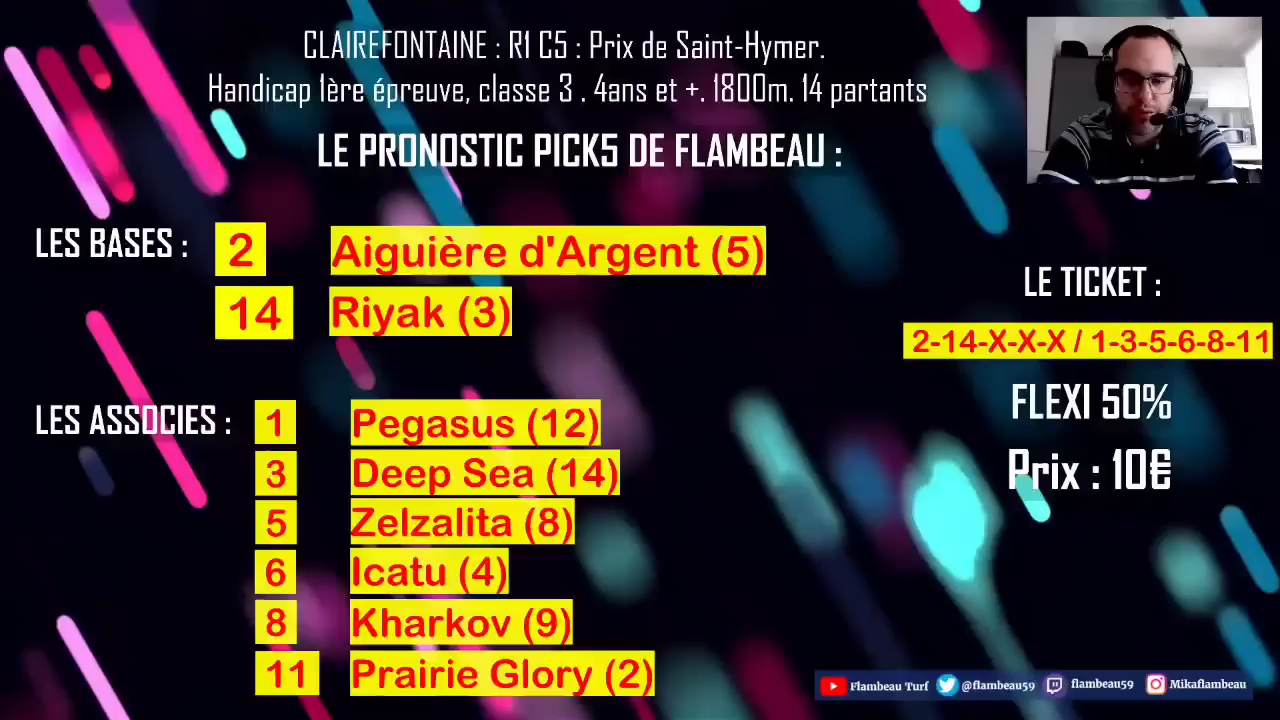 CLAIREFONTAINE : R1 C5 : Prix de Saint-Hymer.
Handicap 1ère épreuve, classe 3 . 4ans et +. 1800m. 14 partants
LE PRONOSTIC PICK5 DE FLAMBEAU :
LES BASES :
2 Aiguière d'Argent (5)
14 Riyak (3)
LES ASSOCIES :
1 Pegasus (12)
3 Deep Sea (14)
5 Zelzalita (8)
6 Icatu (4)
8 Kharkov (9)
11 Prairie Glory (2)
LE TICKET :
2-14-X-X-X / 1-3-5-6-8-11
FLEXI 50%
Prix : 10€
Flambeau Turf @flambeau59 flambeau59 Mikaflambeau